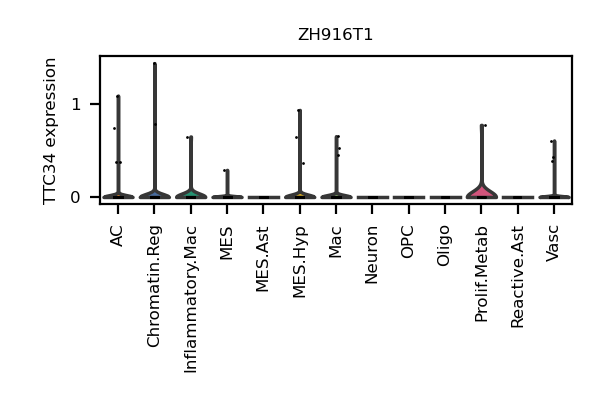 ZH916T1
TTC34 expression
1
0
AC
Chromatin.Reg
Inflammatory.Mac
MES
MES.Ast
MES.Hyp
Mac
Neuron
OPC
Oligo
Prolif.Metab
Reactive.Ast
Vasc